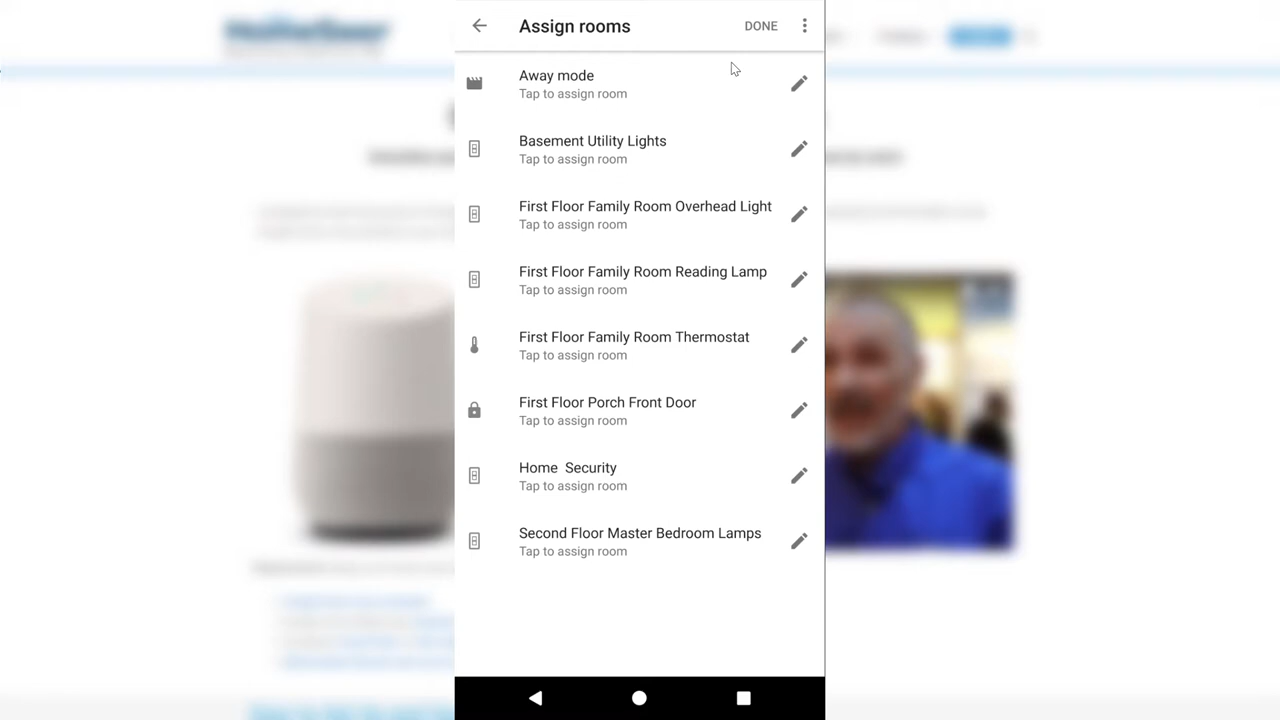 Assign rooms
DONE
Away mode
Tap to assign room
Basement Utility Lights
Tap to assign room
First Floor Family Room Overhead Light
Tap to assign room
First Floor Family Room Reading Lamp
Tap to assign room
First Floor Family Room Thermostat
Tap to assign room
First Floor Porch Front Door
Tap to assign room
Home  Security
Tap to assign room
Second Floor Master Bedroom Lamps
Tap to assign room